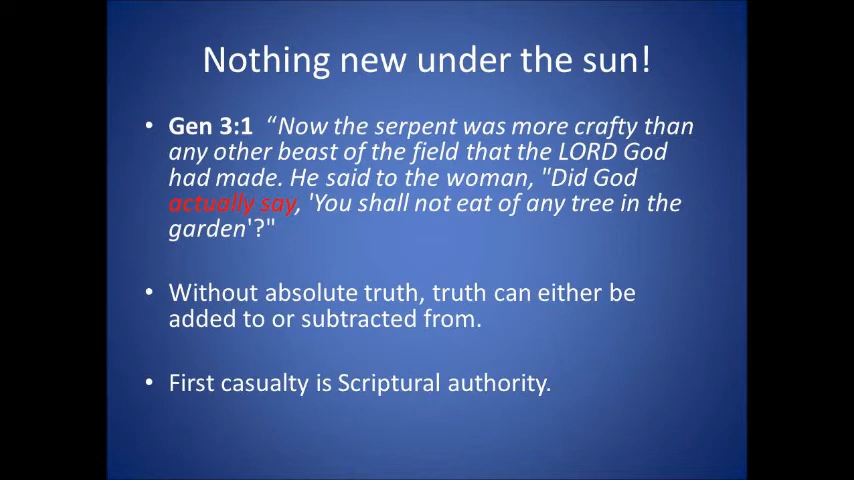 Nothing new under the sun!
• Gen 3:1 “Now the serpent was more crafty than
any other beast of the field that the LORD God
had made. He said to the woman, "Did God
actually say, 'You shall not eat of any tree in the
garden'?"
• Without absolute truth, truth can either be
added to or subtracted from.
• First casualty is Scriptural authority.